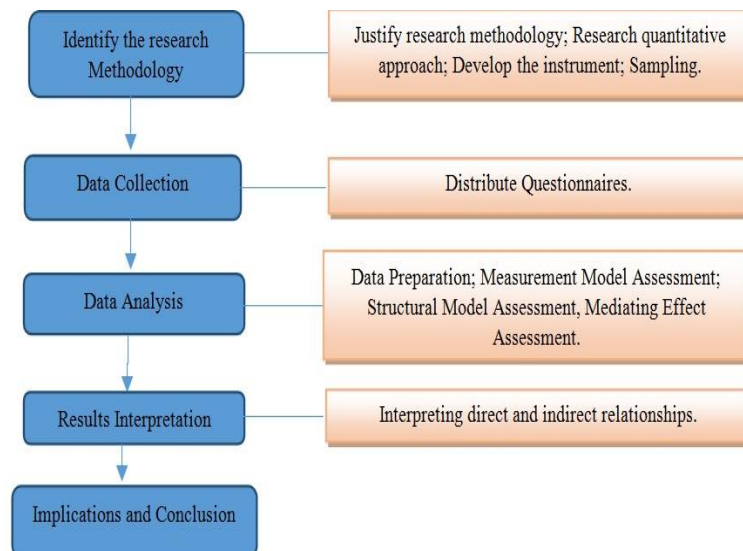 Identify the research
Methodology
Justify research methodology; Research quantitative
approach; Develop the instrument; Sampling.
Data Collection
Distribute Questionnaires.
Data Analysis
Data Preparation; Measurement Model Assessment;
Structural Model Assessment, Mediating Effect
Assessment.
Results Interpretation
Interpreting direct and indirect relationships.
Implications and Conclusion